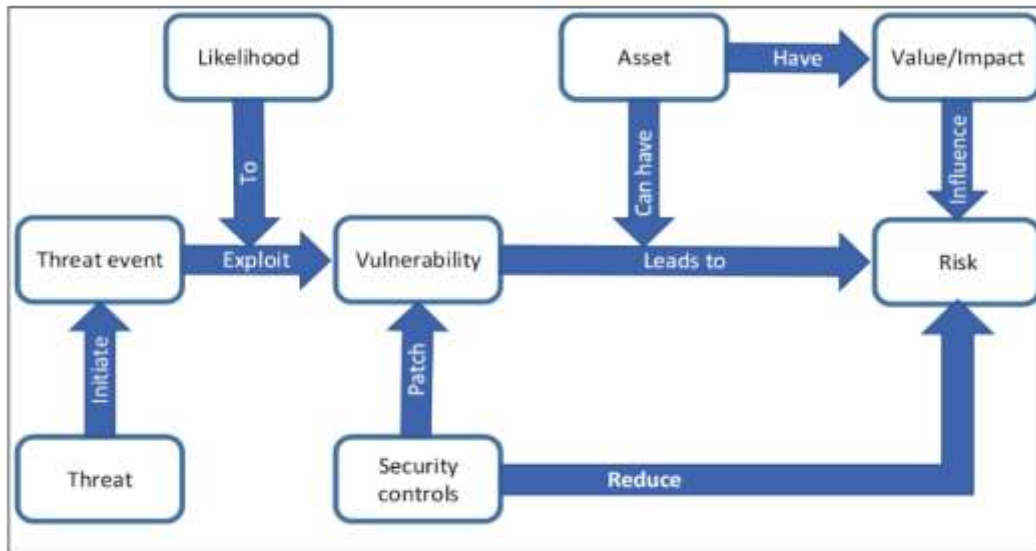 Likelihood
Asset
Have
Value/Impact
To
Can have
Influence
Threat event
Exploit
Vulnerability
Leads to
Risk
Initiate
Patch
Threat
Security
controls
Reduce